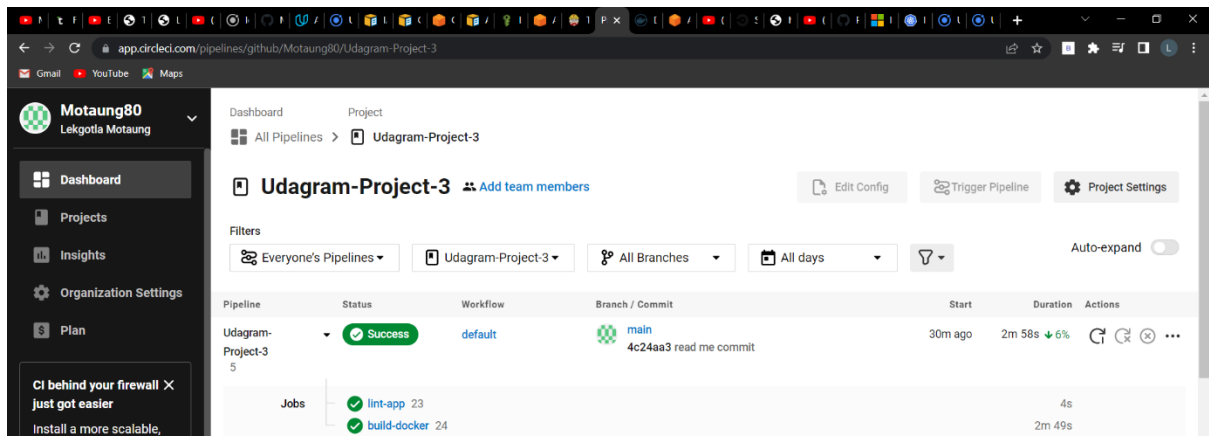 app.circleci.com/pipelines/github/Motaung80/Udagram-Project-3
Gmail YouTube Maps
Motaung80
Lekgotla Motaung
Dashboard
Projects
Insights
Organization Settings
Plan
CI behind your firewall
just got easier
Install a more scalable,
Dashboard Project
All Pipelines > Udagram-Project-3
Udagram-Project-3 Add team members Edit Config Trigger Pipeline Project Settings
Filters
Everyone's Pipelines Udagram-Project-3 All Branches All days Auto-expand
Pipeline Status Workflow Branch / Commit Start Duration Actions
Udagram- Success default main 30m ago 2m 58s 6%
Project-3 4c24aa3 read me commit
5
Jobs lint-app 23 4s
build-docker 24 2m 49s